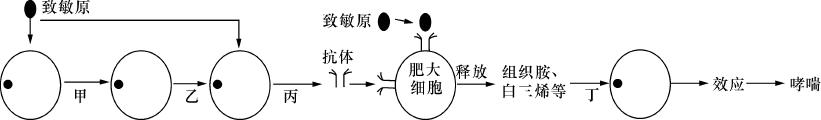 致敏原
甲
乙
丙
抗体
致敏原
肥大
细胞
释放
组织胺、
白三烯等
丁
效应
哮喘